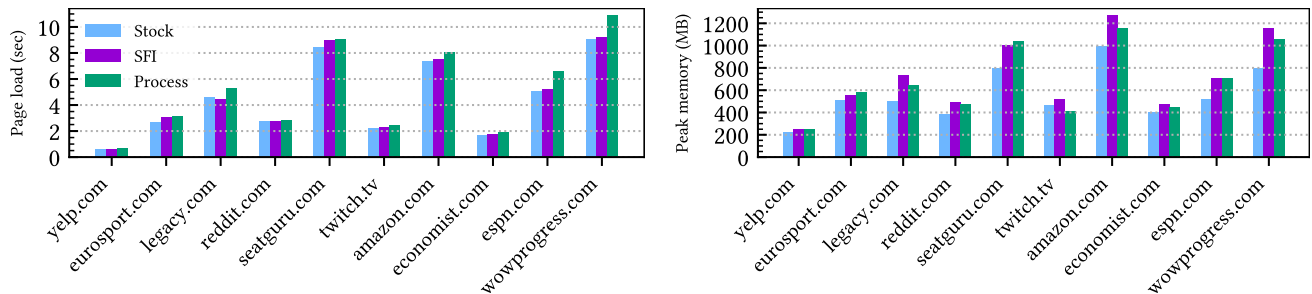 Page load (sec)
10
8
6
4
2
0
Stock
SFI
Process
yelp.com
eurosport.com
legacy.com
reddit.com
seatguru.com
twitch.tv
amazon.com
economist.com
espn.com
wowprogress.com
Peak memory (MB)
1200
1000
800
600
400
200
0
yelp.com
eurosport.com
legacy.com
reddit.com
seatguru.com
twitch.tv
amazon.com
economist.com
espn.com
wowprogress.com